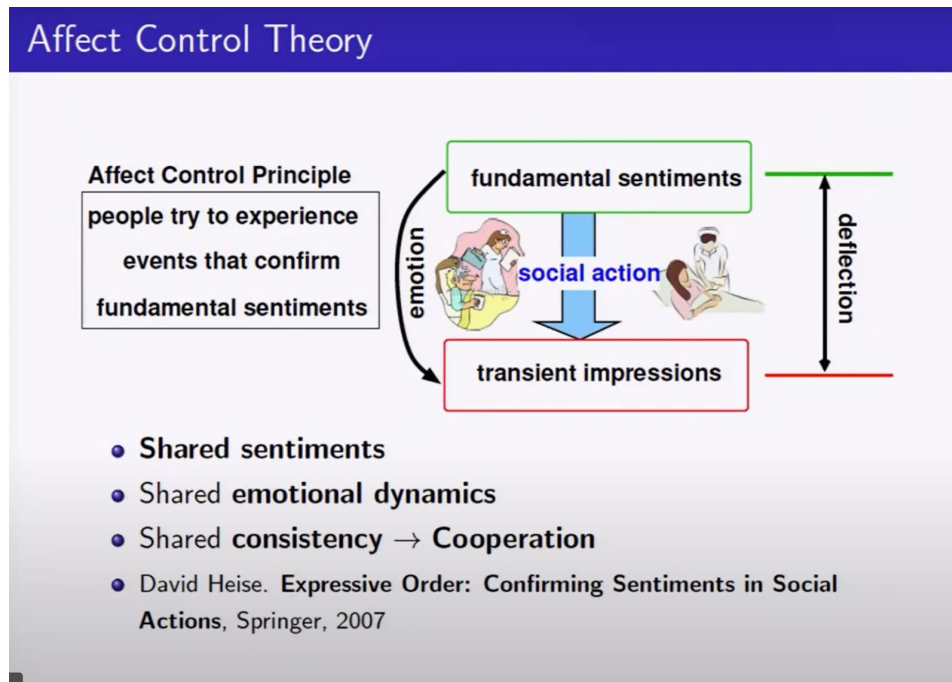 Affect Control Theory
Affect Control Principle
people try to experience
events that confirm
fundamental sentiments
emotion
fundamental sentiments
social action
transient impressions
deflection
Shared sentiments
Shared emotional dynamics
Shared consistency → Cooperation
David Heise. Expressive Order: Confirming Sentiments in Social
Actions, Springer, 2007